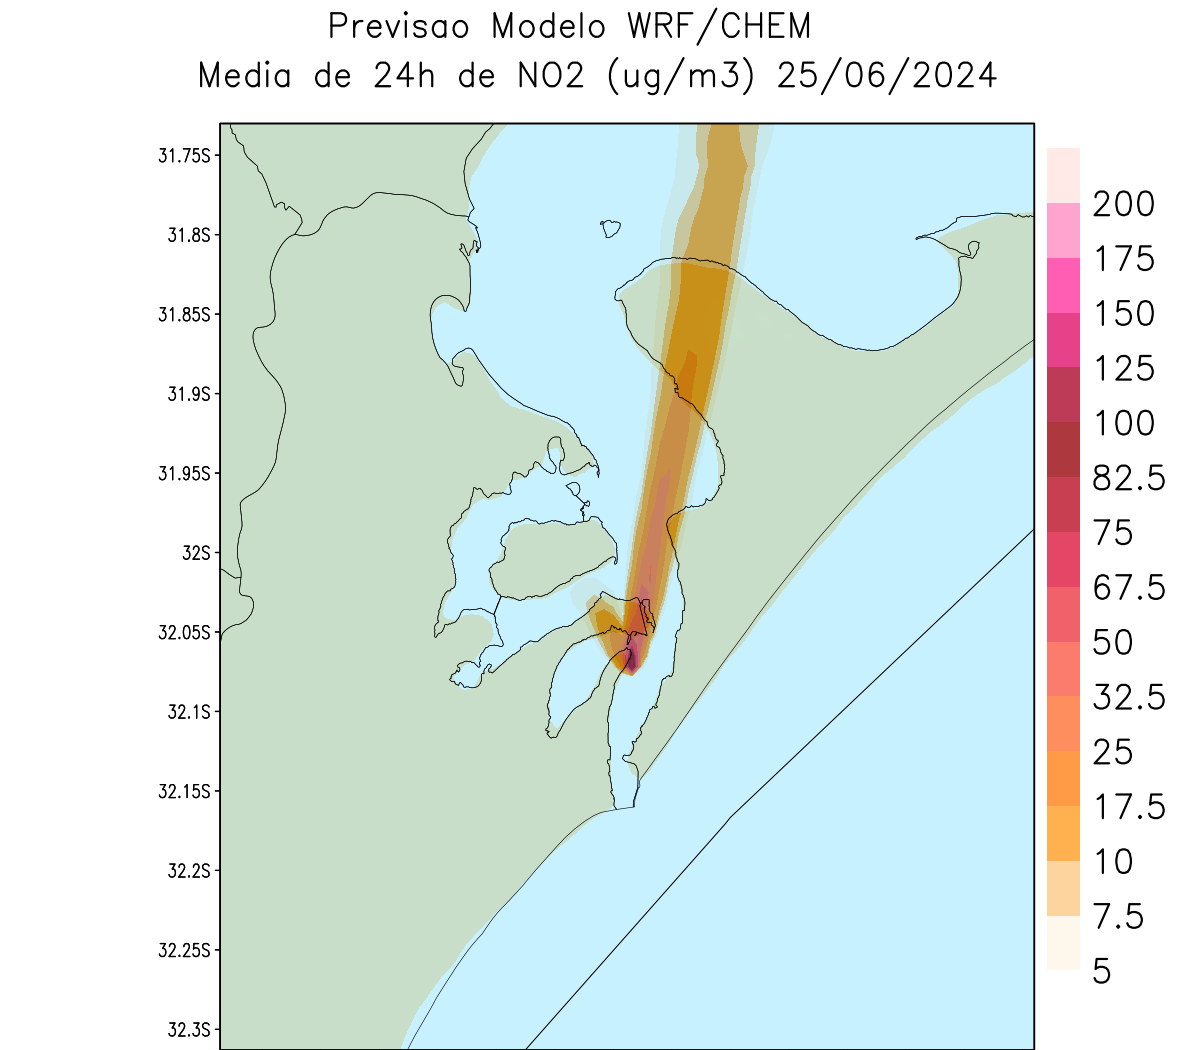 Previsao Modelo WRF/CHEM
Media de 24h de NO2 (ug/m3) 25/06/2024
31.75S
31.8S
31.85S
31.9S
31.95S
32S
32.05S
32.1S
32.15S
32.2S
32.25S
32.3S
200
175
150
125
100
82.5
75
67.5
50
32.5
25
17.5
10
7.5
5